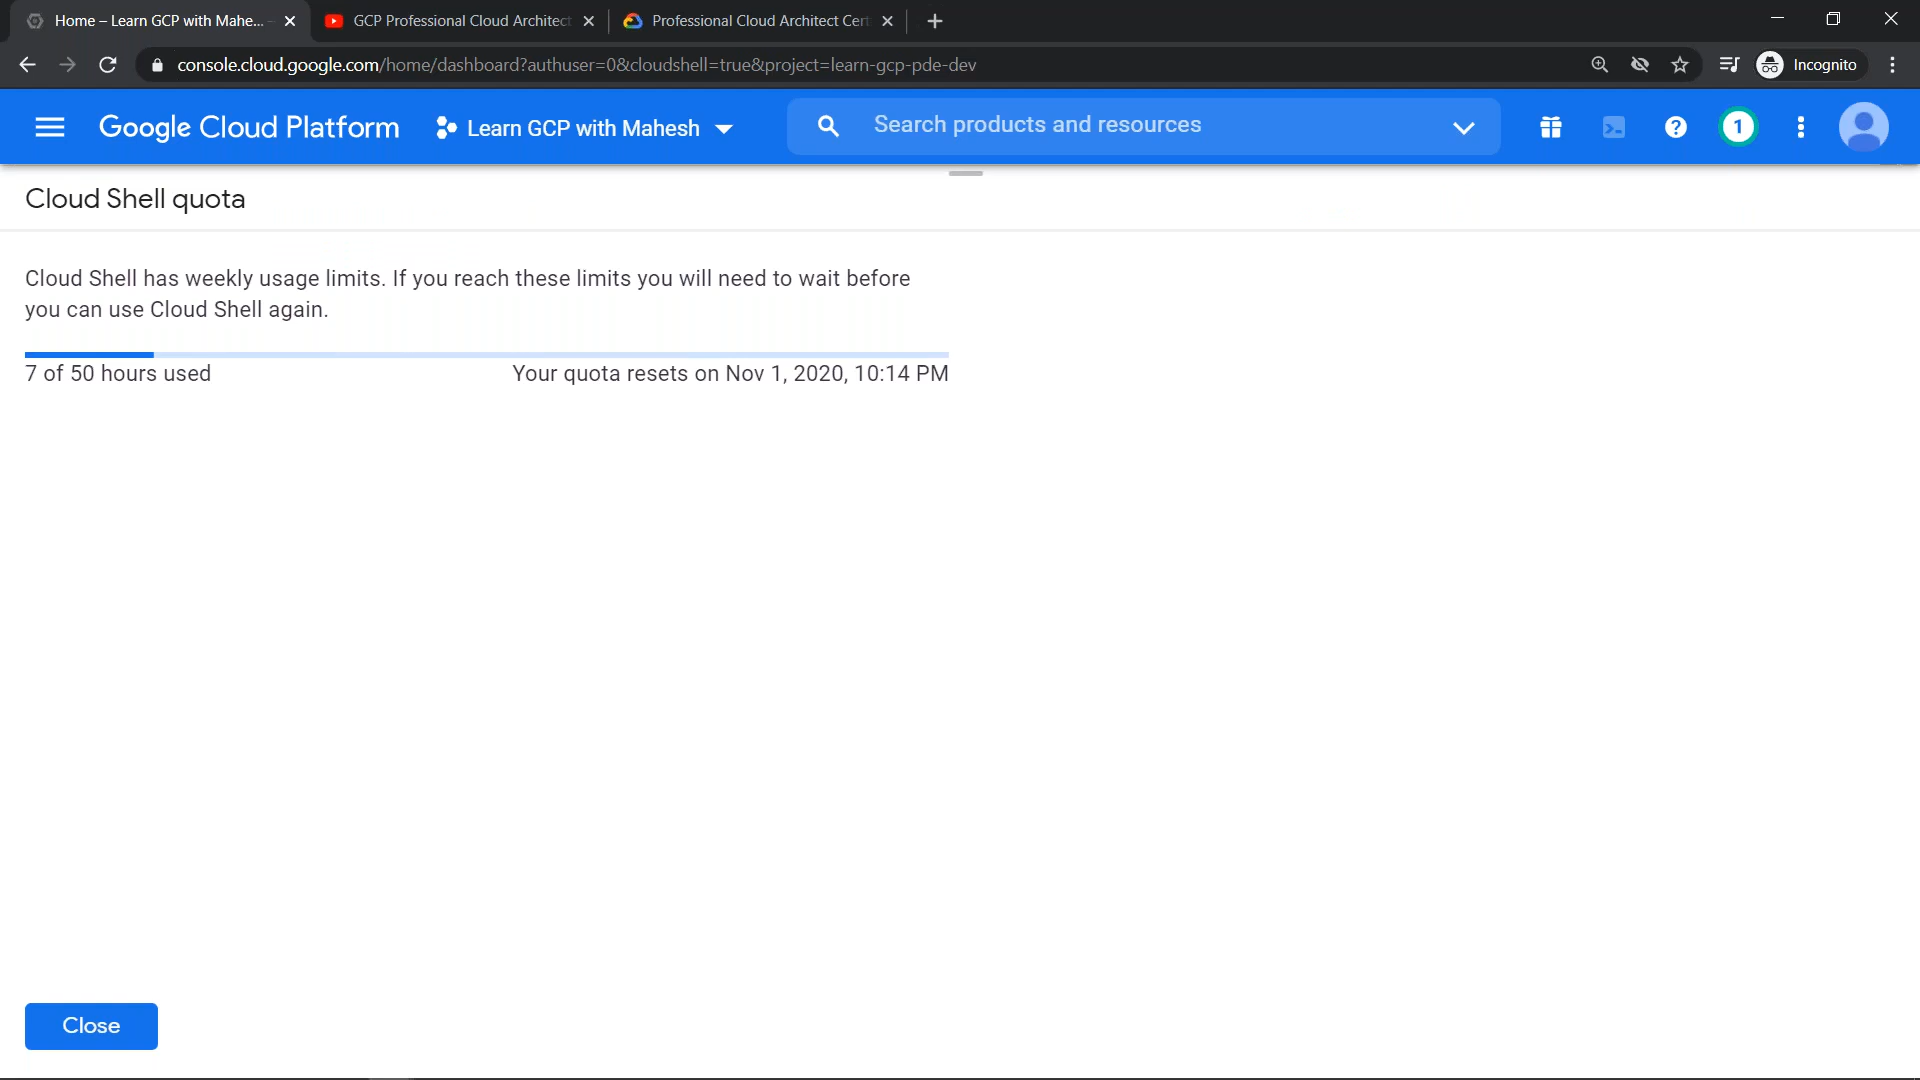 Home – Learn GCP with Mahe...
GCP Professional Cloud Architect
Professional Cloud Architect Cert
console.cloud.google.com/home/dashboard?authuser=0&cloudshell=true&project=learn-gcp-pde-dev
Incognito
Google Cloud Platform
Learn GCP with Mahesh
Search products and resources
1
Cloud Shell quota
Cloud Shell has weekly usage limits. If you reach these limits you will need to wait before
you can use Cloud Shell again.
7 of 50 hours used
Your quota resets on Nov 1, 2020, 10:14 PM
Close